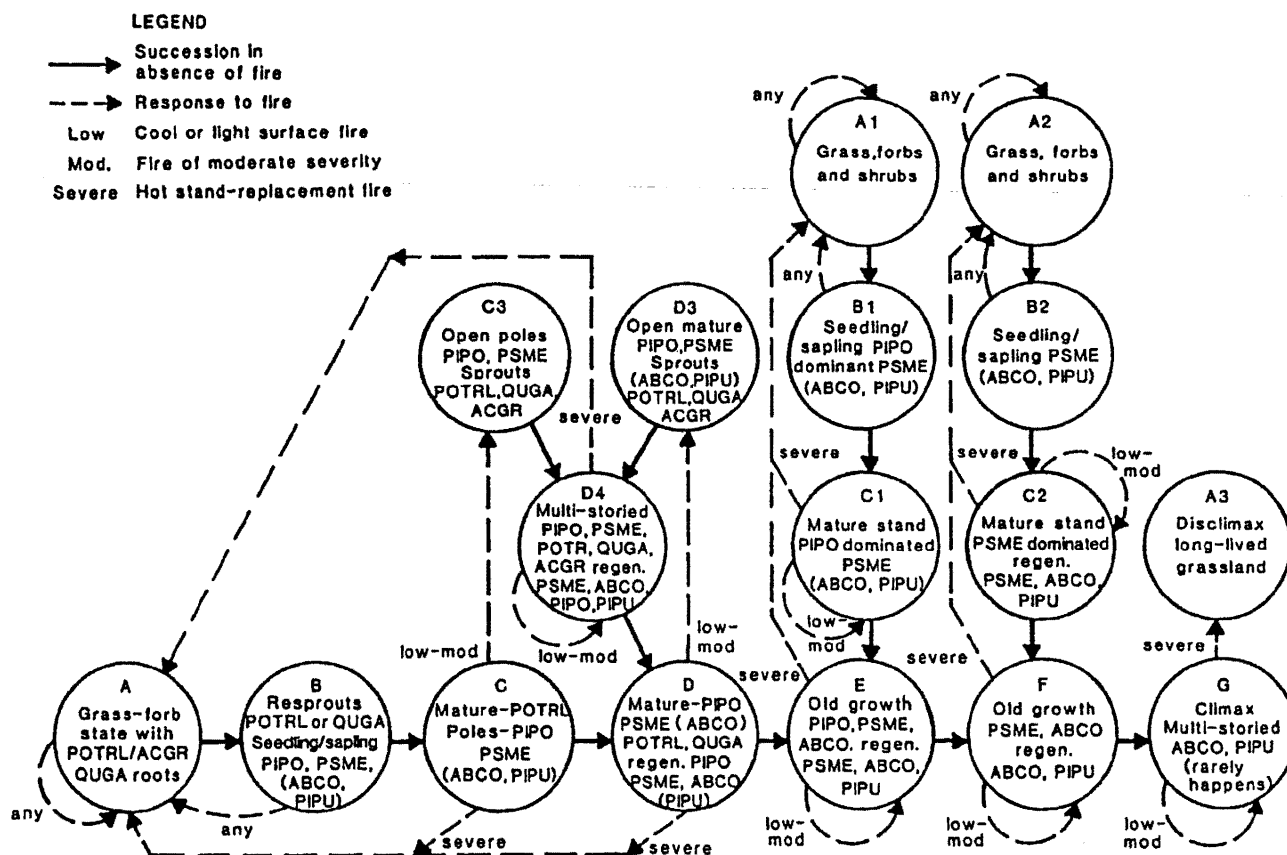 LEGEND
Succession in
absence of fire
Response to fire
Low Cool or light surface fire
Mod. Fire of moderate severity
Severe Hot stand-replacement fire
any
A1
Grass,forbs
and shrubs
any
A2
Grass, forbs
and shrubs
any
any
C3
Open poles
PIPO, PSME
Sprouts
POTRL,QUGA,
ACGR
D3
Open mature
PIPO,PSME
Sprouts
(ABCO,PIPU)
POTRL,QUGA
ACGR
B1
Seedling/
sapling PIPO
dominant PSME
(ABCO, PIPU)
B2
Seedling/
sapling PSME
(ABCO, PIPU)
severe
severe
severe
low-
mod
D4
Multi-storied
PIPO, PSME,
POTR, QUGA,
ACGR regen.
PSME, ABCO,
PIPO,PIPU
low-mod
C1
Mature stand
PIPO dominated
PSME
(ABCO, PIPU)
low-
mod
C2
Mature stand
PSME dominated
regen.
PSME, ABCO,
PIPU
A3
Disclimax
long-lived
grassland
low-mod
low-
mod
severe
severe
severe
A
Grass-forb
state with
POTRL/ACGR
QUGA roots
any
B
Resprouts
POTRL or QUGA
Seedling/sapling
PIPO, PSME,
(ABCO,
PIPU)
any
C
Mature-POTRL
Poles-PIPO
PSME
(ABCO, PIPU)
severe
D
Mature-PIPO
PSME (ABCO)
POTRL, QUGA
regen. PIPO
PSME, ABCO
(PIPU)
severe
E
Old growth
PIPO, PSME,
ABCO. regen.
PSME, ABCO,
PIPU
low-
mod
F
Old growth
PSME, ABCO
regen.
ABCO, PIPU
low-
mod
G
Climax
Multi-storied
ABCO, PIPU
(rarely
happens)
low-
mod